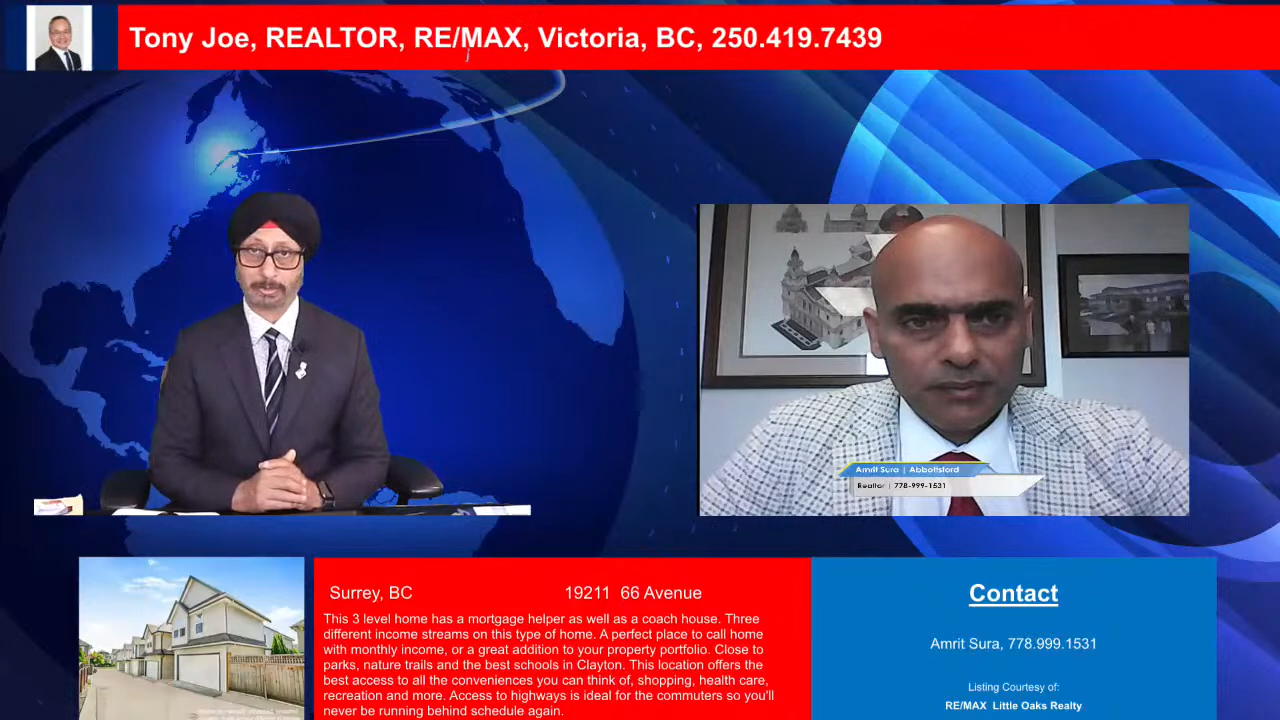 Tony Joe, REALTOR, RE/MAX, Victoria, BC, 250.419.7439
Amrit Sura | Abbottsford
Realtor | 778-999-1531
Surrey, BC 19211 66 Avenue
This 3 level home has a mortgage helper as well as a coach house. Three
different income streams on this type of home. A perfect place to call home
with monthly income, or a great addition to your property portfolio. Close to
parks, nature trails and the best schools in Clayton. This location offers the
best access to all the conveniences you can think of, shopping, health care,
recreation and more. Access to highways is ideal for the commuters so you'll
never be running behind schedule again.
Contact
Amrit Sura, 778.999.1531
Listing Courtesy of:
RE/MAX Little Oaks Realty